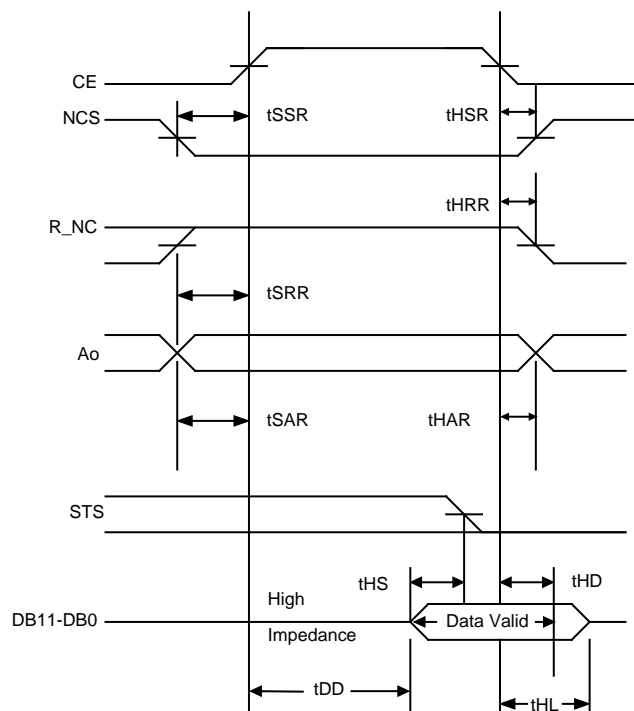 CE
tSSR
tHSR
NCS
tHRR
R_NC
tSRR
Ao
tSAR
tHAR
STS
tHS
tHD
High
DB11-DB0
Data Valid
Impedance
tDD
tHL